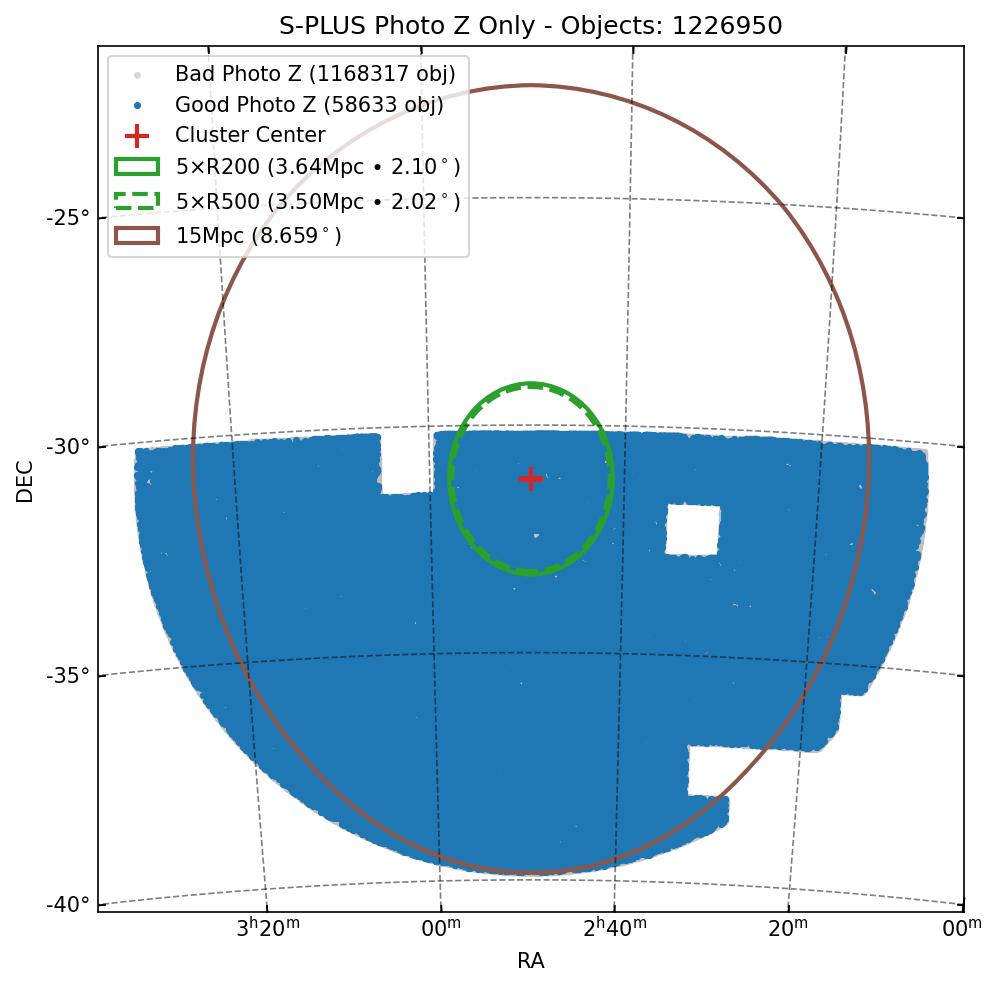 S-PLUS Photo Z Only - Objects: 1226950
Bad Photo Z (1168317 obj)
Good Photo Z (58633 obj)
Cluster Center
5×R200 (3.64Mpc • 2.10°)
5×R500 (3.50Mpc • 2.02°)
15Mpc (8.659°)
-25°
-30°
-35°
-40°
DEC
3ʰ20ᵐ 00ᵐ 2ʰ40ᵐ 20ᵐ 00ᵐ
RA